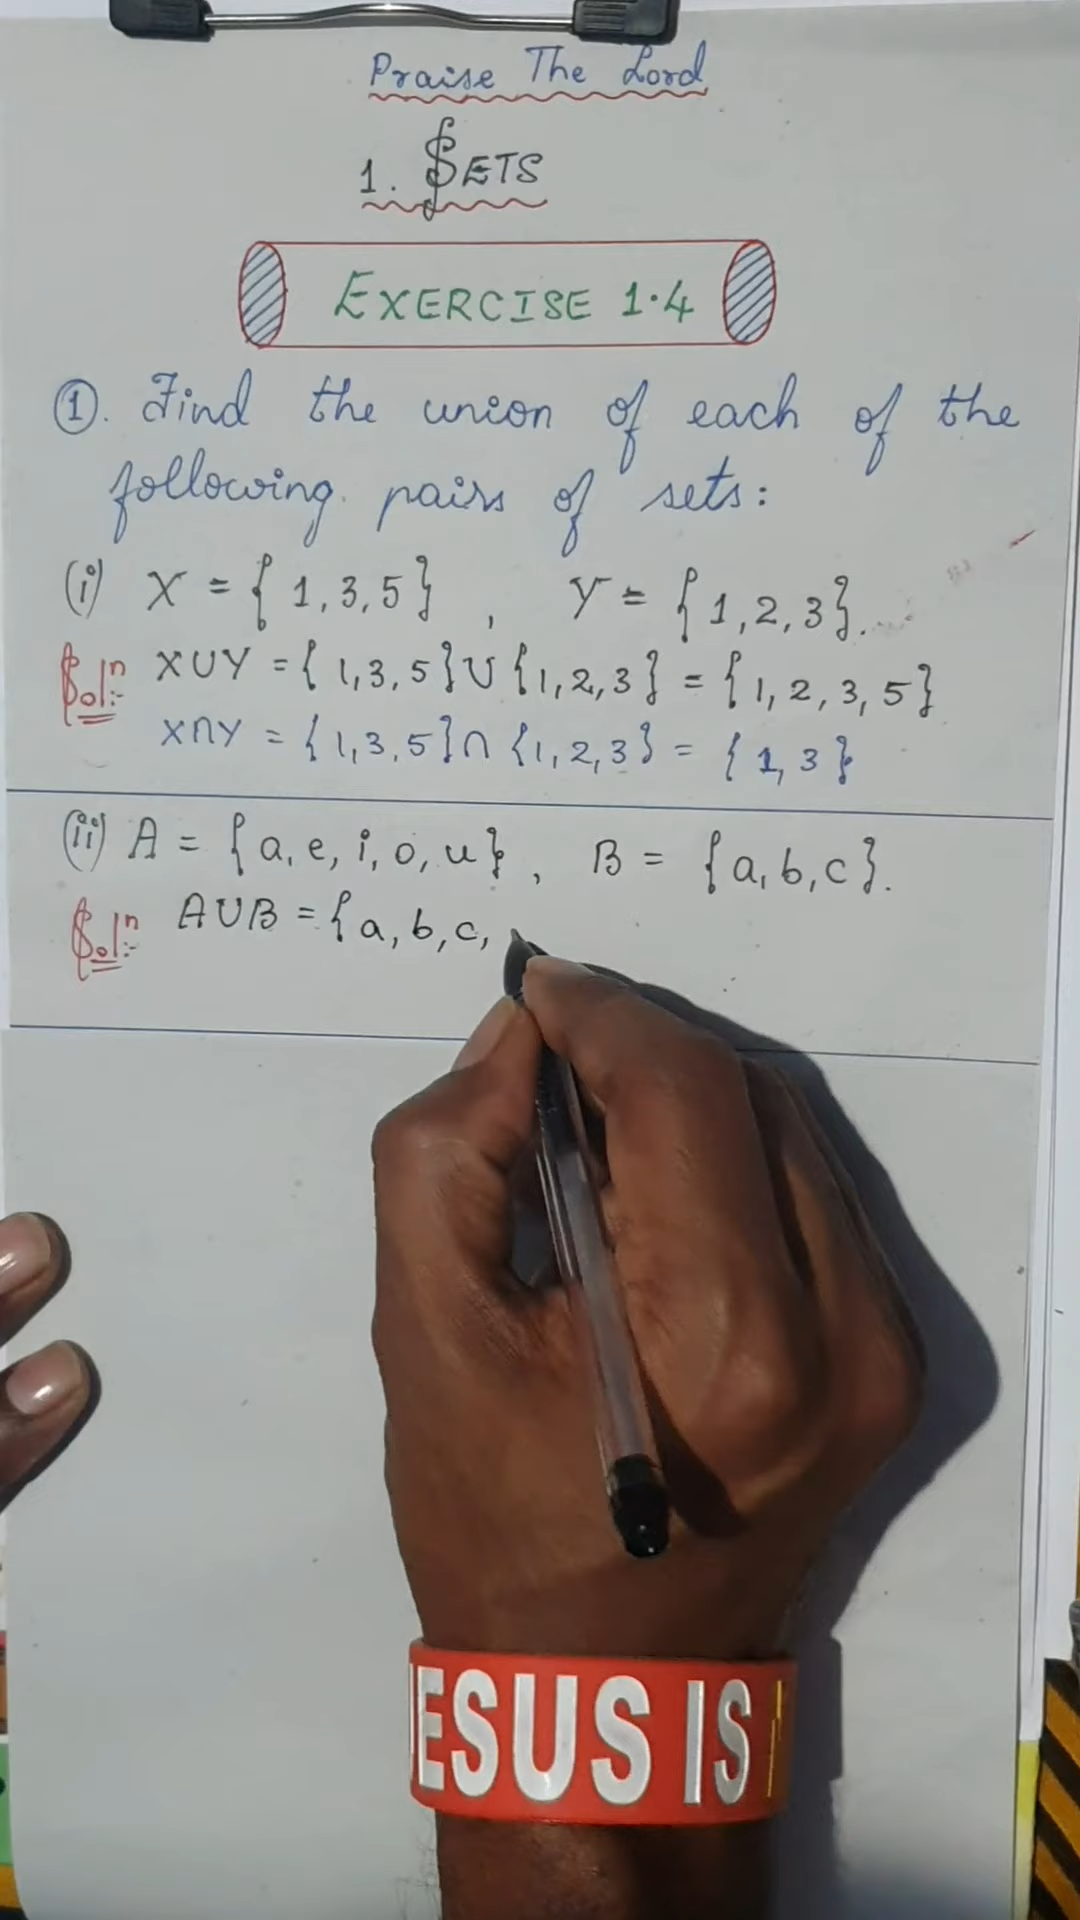 Praise The Lord
1. SETS
EXERCISE 1.4
①. Find the union of each of the
following pairs of sets:
(i) X = { 1, 3, 5 } , Y = { 1, 2, 3 }.
Solⁿ:- X∪Y = { 1, 3, 5 } ∪ { 1, 2, 3 } = { 1, 2, 3, 5 }
X∩Y = { 1, 3, 5 } ∩ { 1, 2, 3 } = { 1, 3 }
(ii) A = { a, e, i, o, u } , B = { a, b, c }.
Solⁿ:- A∪B = { a, b, c,
ESUS IS